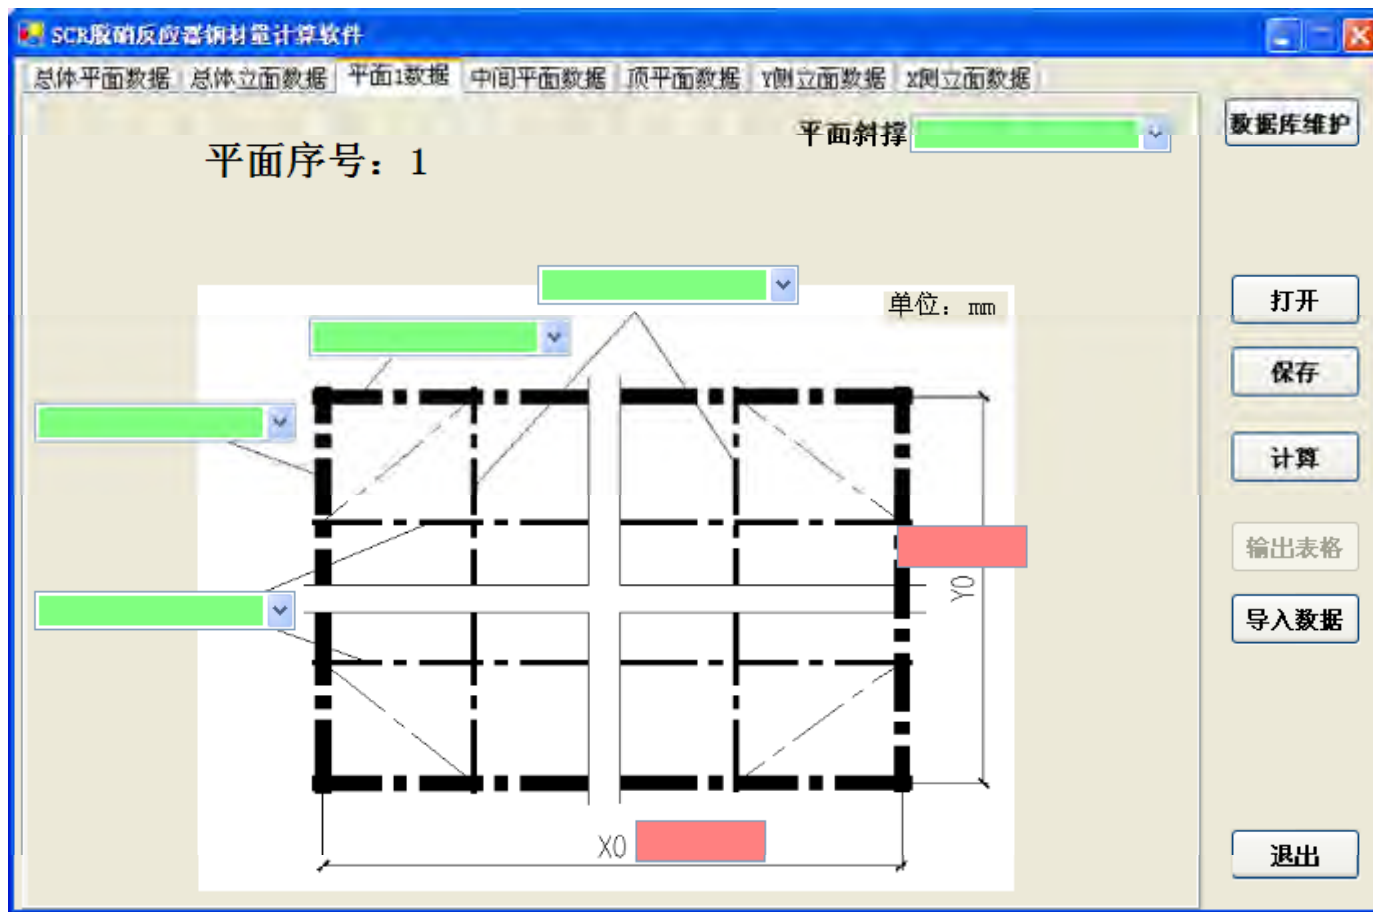 SCR脱硝反应器钢材量计算软件
总体平面数据 总体立面数据 平面1数据 中间平面数据 顶平面数据 Y侧立面数据 X侧立面数据
平面斜撑
数据库维护
平面序号：1
单位：mm
打开
保存
计算
输出表格
Y0
导入数据
X0
退出